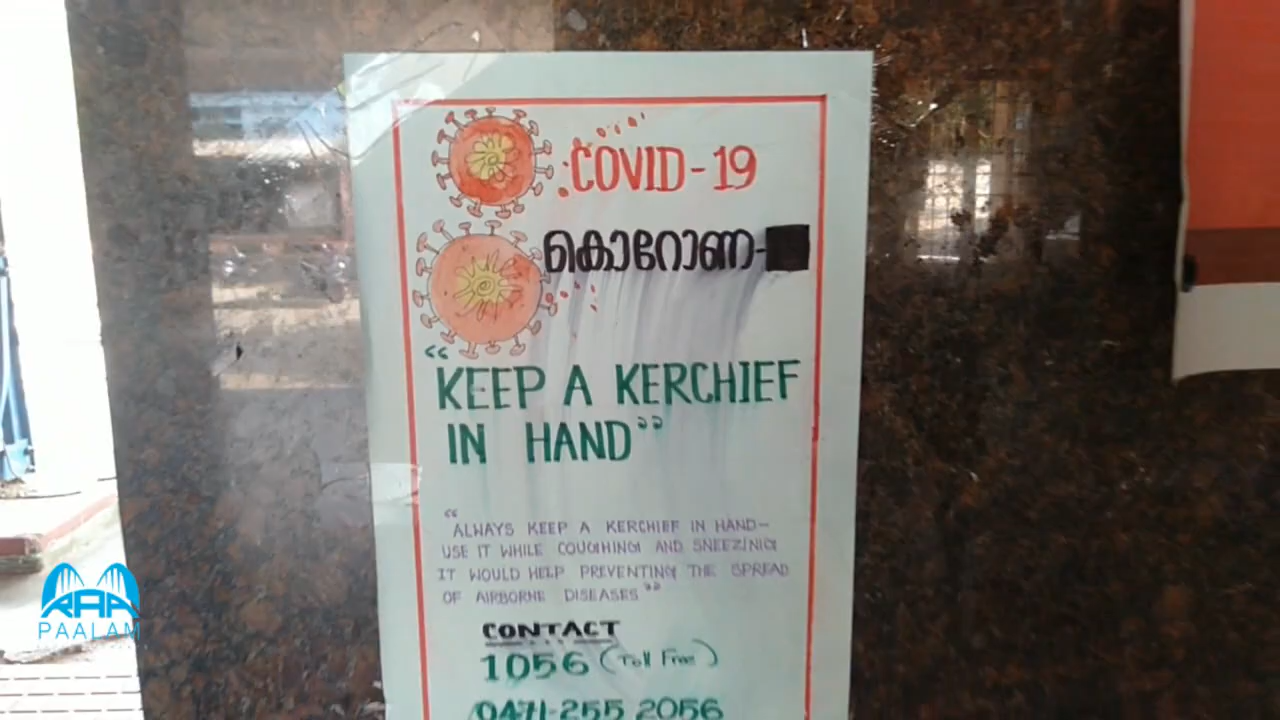 COVID-19
കൊറോണ-
“KEEP A KERCHIEF
IN HAND”
“ALWAYS KEEP A KERCHIEF IN HAND-
USE IT WHILE COUGHING AND SNEEZING
IT WOULD HELP PREVENTING THE SPREAD
OF AIRBORNE DISEASES”
CONTACT
1056 (Toll Free)
0471-255 2056
PAALAM